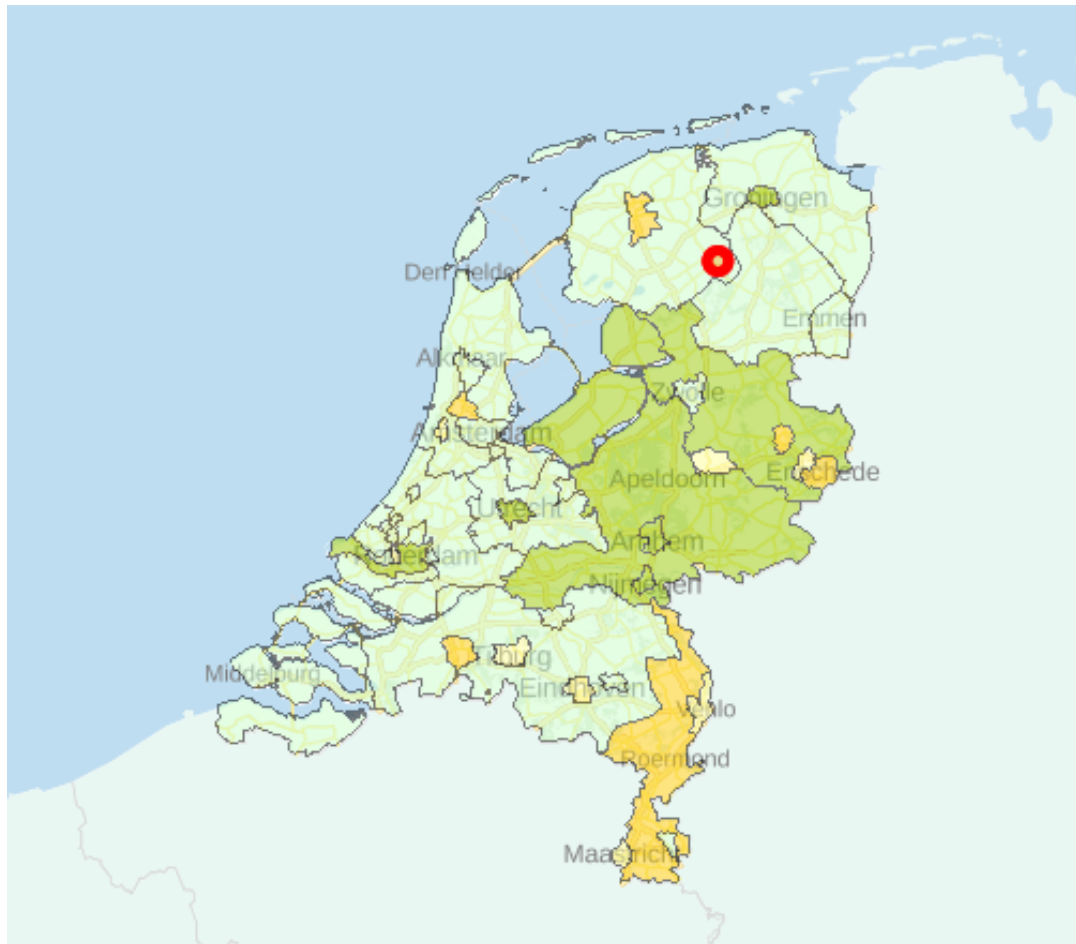 Groningen
Den Helder
Emmen
Alkmaar
Zwolle
Amsterdam
Apeldoorn
Enschede
Utrecht
Arnhem
Rotterdam
Nijmegen
Tilburg
Middelburg
Eindhoven
Venlo
Roermond
Maastricht